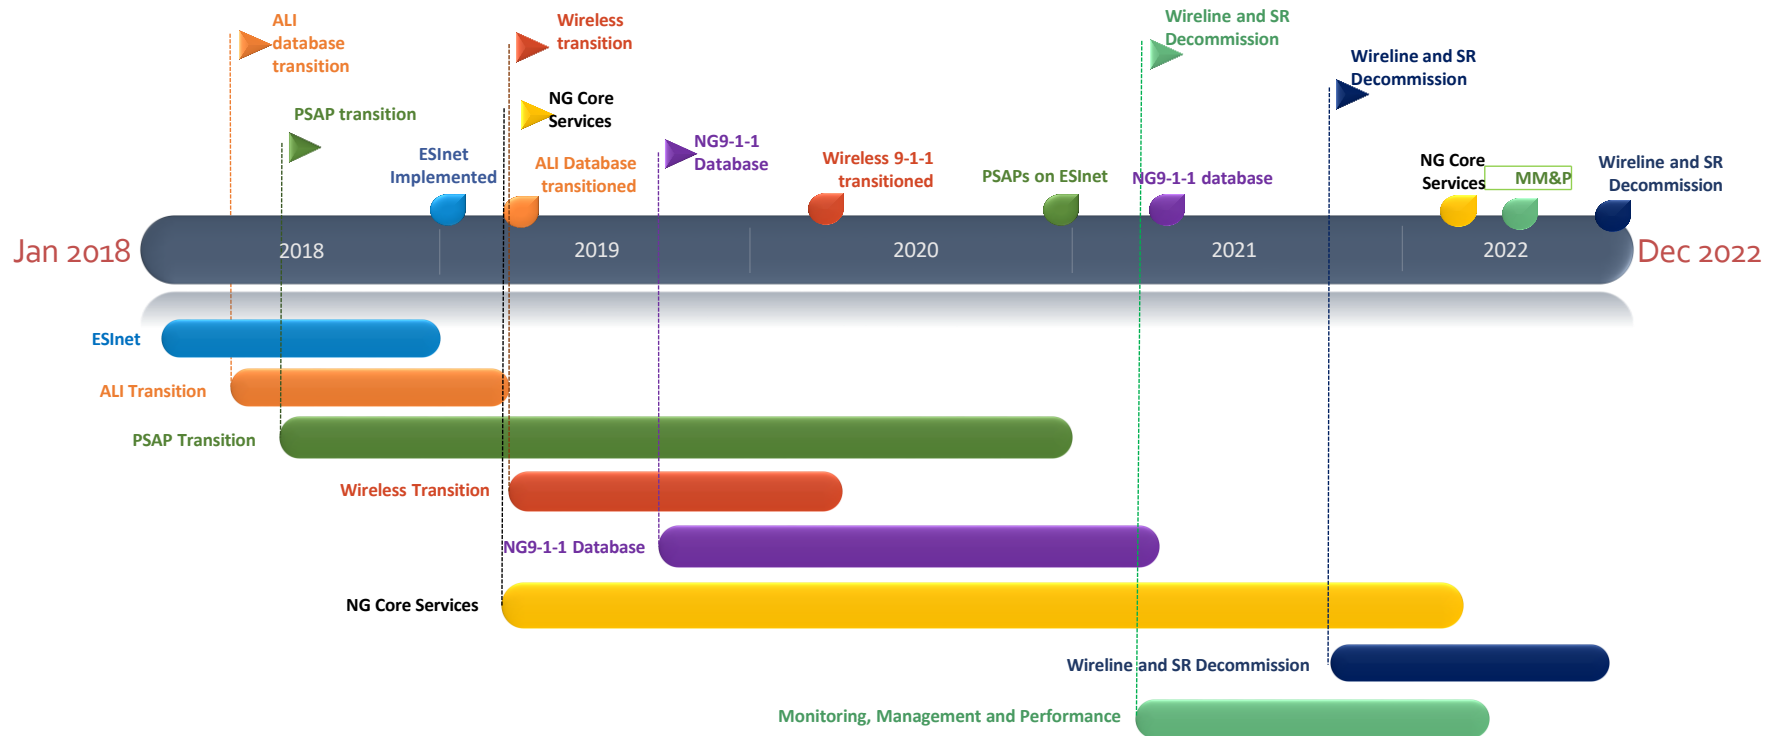 ALI
database
transition
Wireless
transition
Wireline and SR
Decommission
Wireline and SR
Decommission
PSAP transition
NG Core
Services
NG9-1-1
Database
ESInet
Implemented
ALI Database
transitioned
Wireless 9-1-1
transitioned
PSAPs on ESInet
NG9-1-1 database
NG Core
Services
MM&P
Wireline and SR
Decommission
Jan 2018
2018
2019
2020
2021
2022
Dec 2022
ESInet
ALI Transition
PSAP Transition
Wireless Transition
NG9-1-1 Database
NG Core Services
Wireline and SR Decommission
Monitoring, Management and Performance